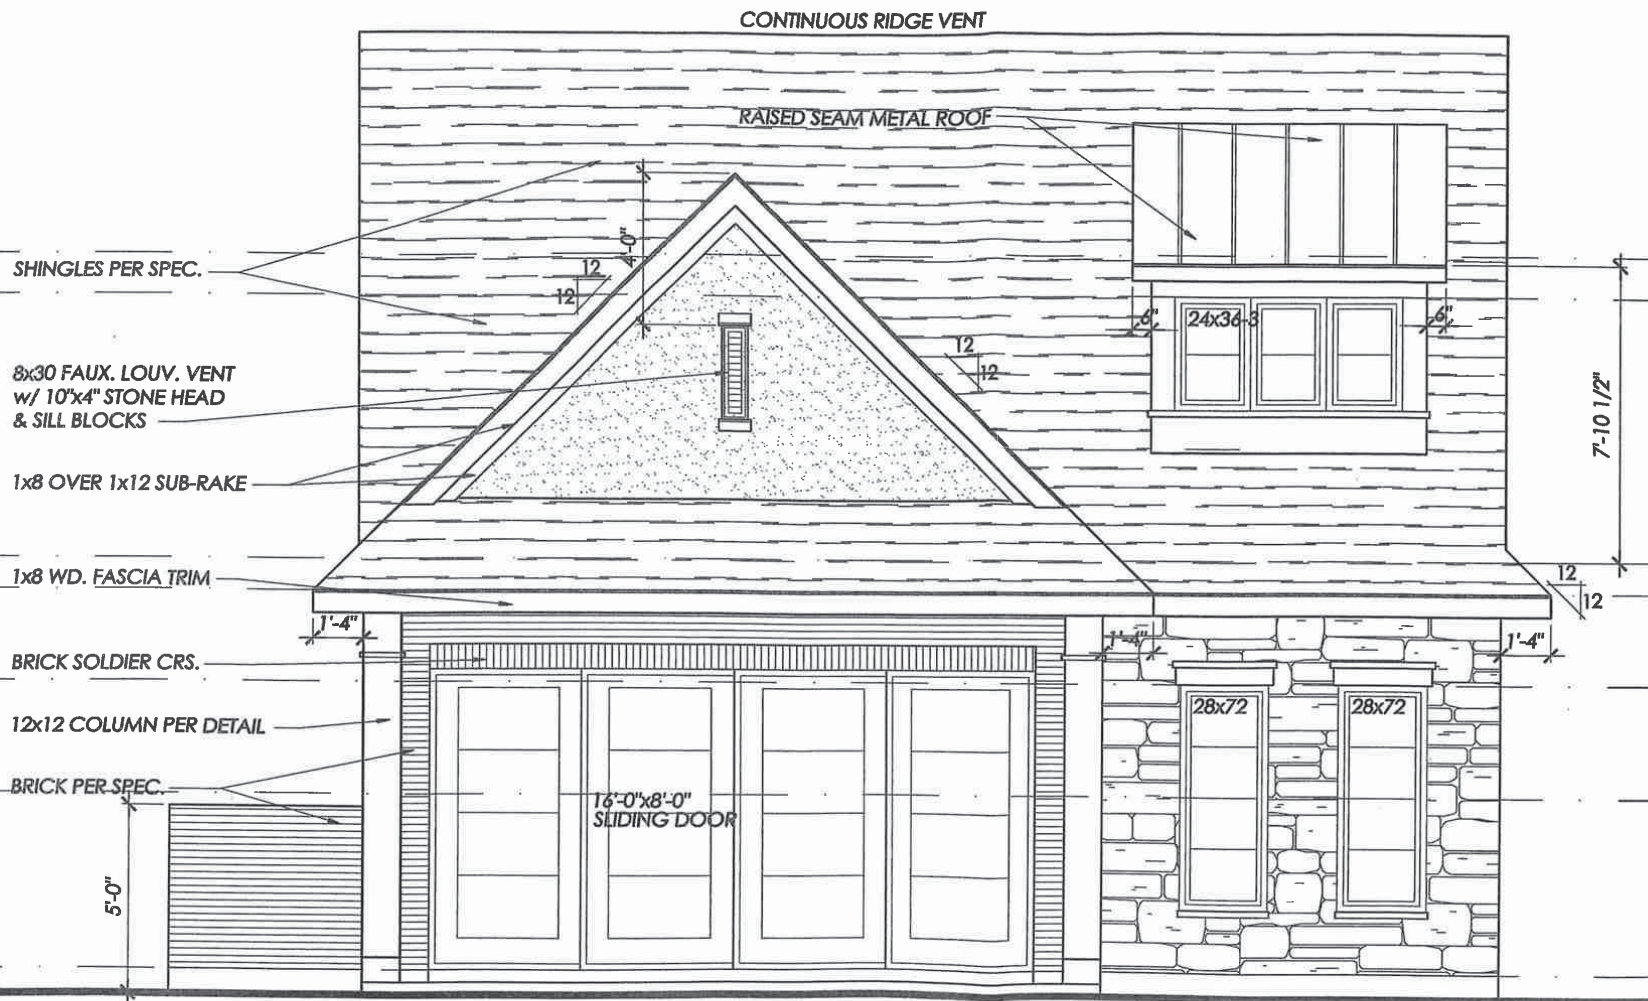 CONTINUOUS RIDGE VENT
RAISED SEAM METAL ROOF
4'-0"
SHINGLES PER SPEC.
12
12
6"
24x36-3
6"
12
12
8x30 FAUX. LOUV. VENT
w/ 10"x4" STONE HEAD
& SILL BLOCKS
7'-10 1/2"
1x8 OVER 1x12 SUB-RAKE
1x8 WD. FASCIA TRIM
12
12
1'-4"
1'-4"
1'-4"
BRICK SOLDIER CRS.
28x72
28x72
12x12 COLUMN PER DETAIL
BRICK PER SPEC.
16'-0"x8'-0"
SLIDING DOOR
5'-0"